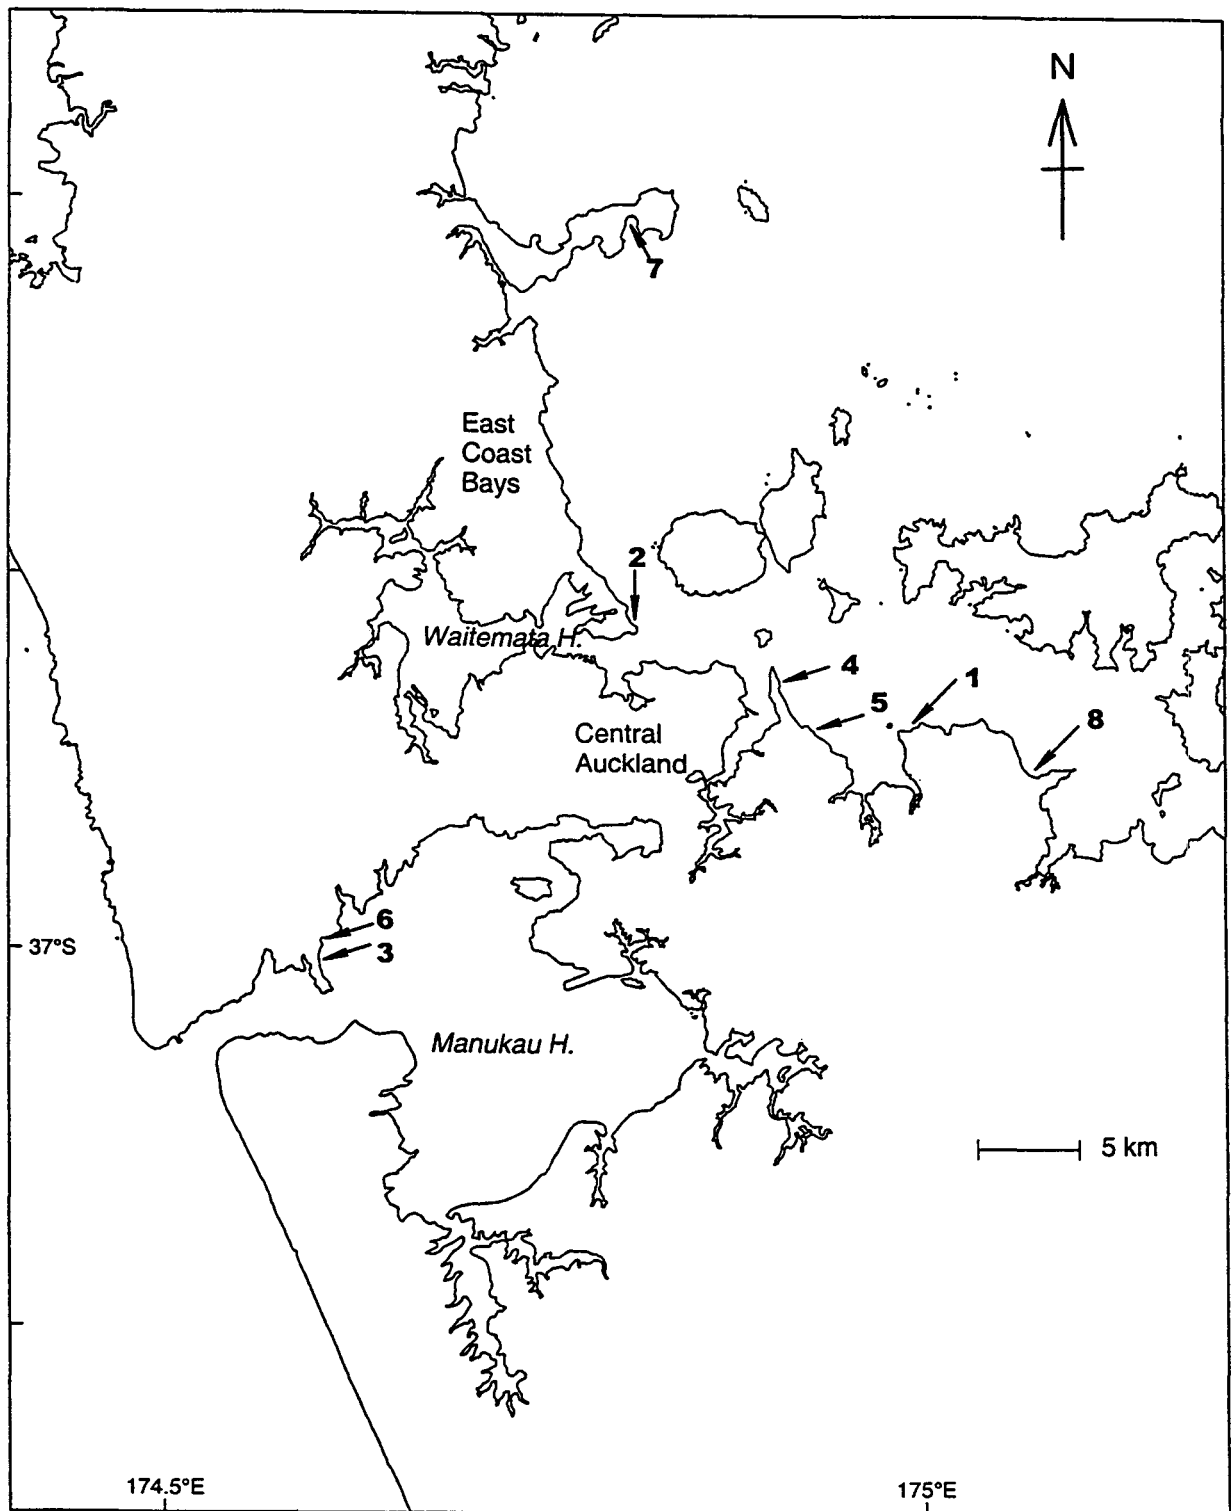 N
7
East
Coast
Bays
2
Waitemata H.
4
1
5
8
Central
Auckland
6
37°S
3
Manukau H.
5 km
174.5°E
175°E